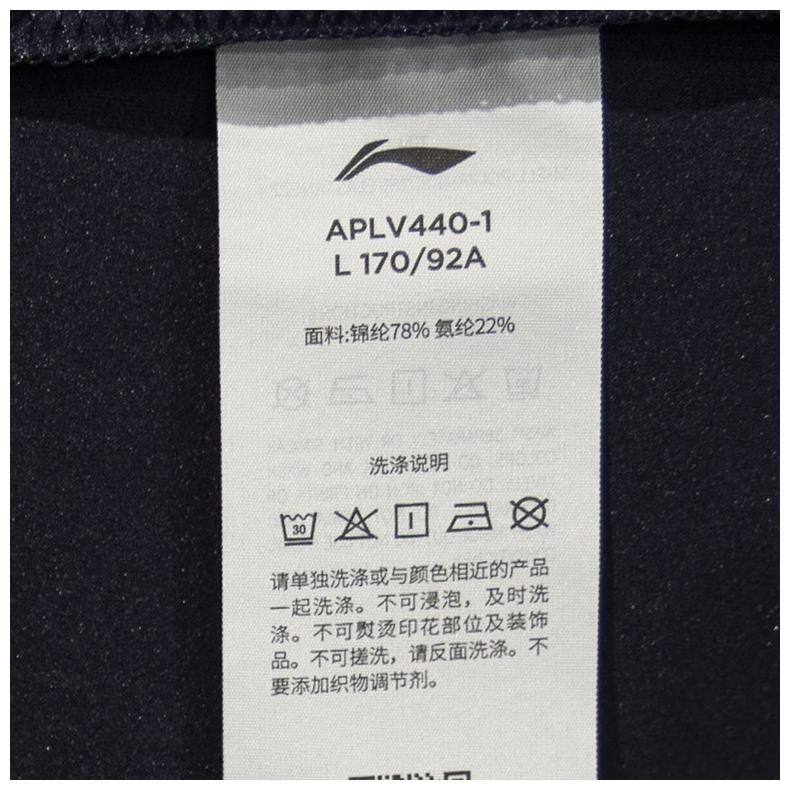 APLV440-1
L 170/92A
面料:锦纶78% 氨纶22%
洗涤说明
30
请单独洗涤或与颜色相近的产品
一起洗涤。不可浸泡，及时洗
涤。不可熨烫印花部位及装饰
品。不可搓洗，请反面洗涤。不
要添加织物调节剂。